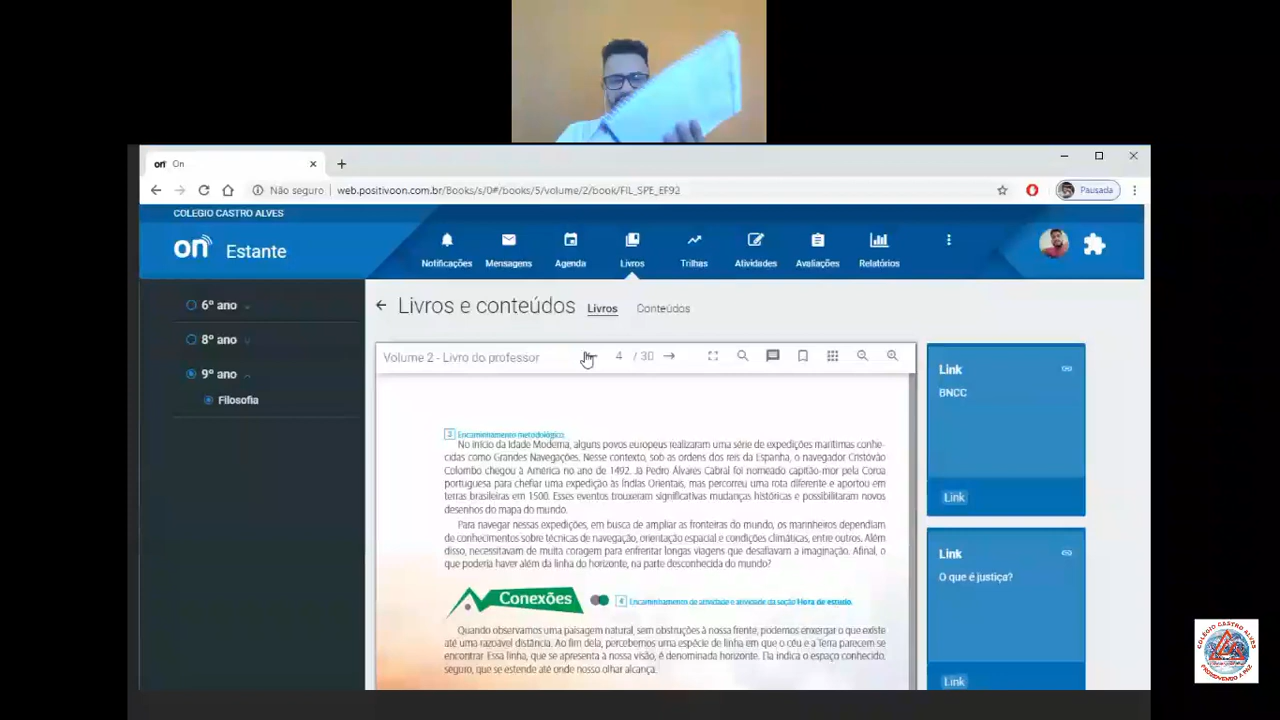 on On
Não seguro
web.positivoon.com.br/Books/s/0#/books/5/volume/2/book/FIL_SPE_EF92
Pausada
COLEGIO CASTRO ALVES
on Estante
Notificações Mensagens Agenda Livros Trilhas Atividades Avaliações Relatórios
6º ano
8º ano
9º ano
Filosofia
Livros e conteúdos Livros Conteúdos
Volume 2 - Livro do professor
4 / 30
3 Encaminhamento metodológico
No início da Idade Moderna, alguns povos europeus realizaram uma série de expedições marítimas conhe-
cidas como Grandes Navegações. Nesse contexto, sob as ordens dos reis da Espanha, o navegador Cristóvão
Colombo chegou à América no ano de 1492. Já Pedro Álvares Cabral foi nomeado capitão-mor pela Coroa
portuguesa para chefiar uma expedição às Índias Orientais, mas percorreu uma rota diferente e aportou em
terras brasileiras em 1500. Esses eventos trouxeram significativas mudanças históricas e possibilitaram novos
desenhos do mapa do mundo.
Para navegar nessas expedições, em busca de ampliar as fronteiras do mundo, os marinheiros dependiam
de conhecimentos sobre técnicas de navegação, orientação espacial e condições climáticas, entre outros. Além
disso, necessitavam de muita coragem para enfrentar longas viagens que desafiavam a imaginação. Afinal, o
que poderia haver além da linha do horizonte, na parte desconhecida do mundo?
Conexões
4 Encaminhamento de atividade e atividade da seção Hora de estudo.
Quando observamos uma paisagem natural, sem obstruções à nossa frente, podemos enxergar o que existe
até uma razoável distância. Ao fim dela, percebemos uma espécie de linha em que o céu e a Terra parecem se
encontrar. Essa linha, que se apresenta à nossa visão, é denominada horizonte. Ela indica o espaço conhecido,
seguro, que se estende até onde nosso olhar alcança.
Link
BNCC
Link
Link
O que é justiça?
Link
COLÉGIO CASTRO ALVES
PROMOVENDO A PAZ